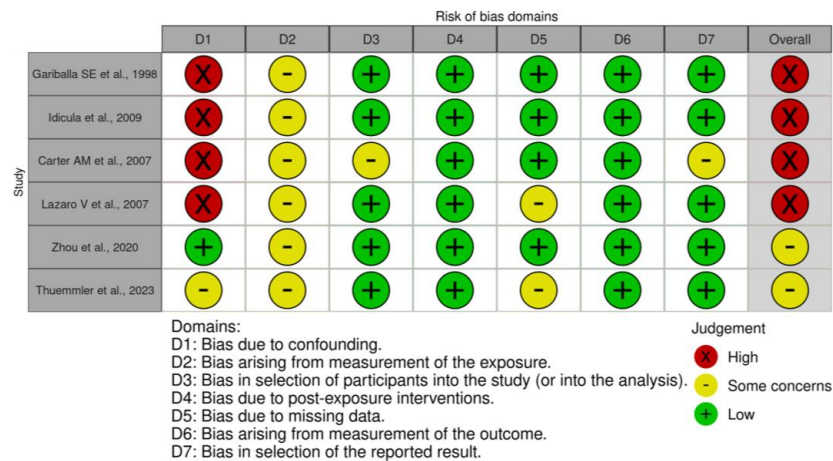 Risk of bias domains
D1 D2 D3 D4 D5 D6 D7 Overall
Study
Gariballa SE et al., 1998 X - + + + + + X
Idicula et al., 2009 X - + + + + + X
Carter AM et al., 2007 X - - + + + - X
Lazaro V et al., 2007 X - + + - + + X
Zhou et al., 2020 + - + + + + + -
Thuemmler et al., 2023 - - + + - + + -
Domains:
D1: Bias due to confounding.
D2: Bias arising from measurement of the exposure.
D3: Bias in selection of participants into the study (or into the analysis).
D4: Bias due to post-exposure interventions.
D5: Bias due to missing data.
D6: Bias arising from measurement of the outcome.
D7: Bias in selection of the reported result.
Judgement
X High
- Some concerns
+ Low